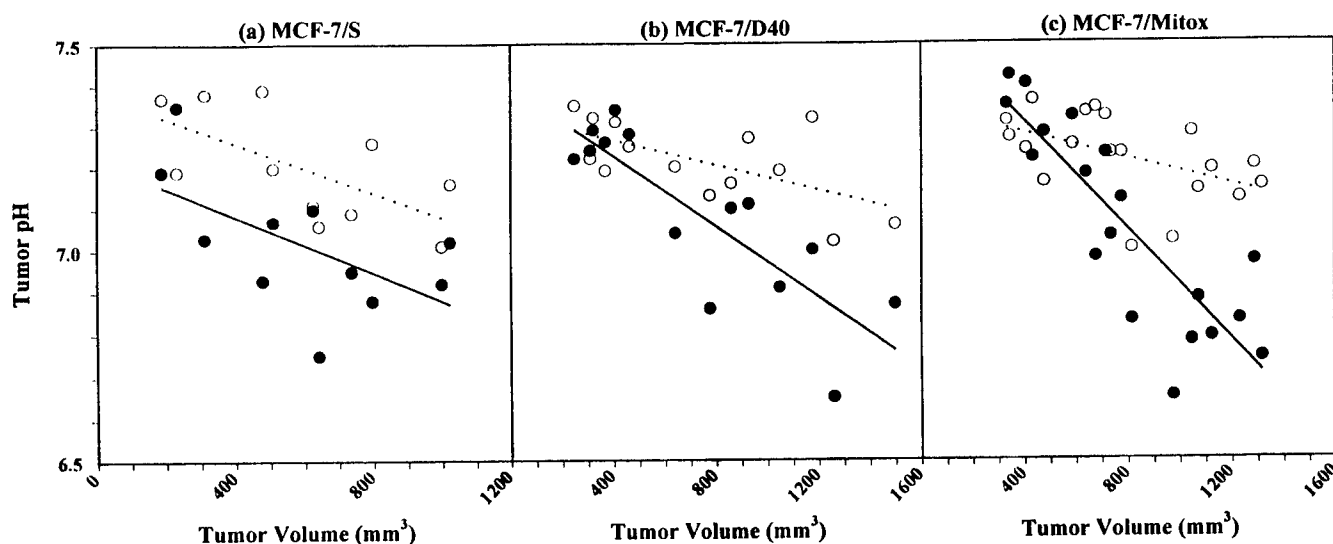 (a) MCF-7/S
(b) MCF-7/D40
(c) MCF-7/Mitox
Tumor pH
7.5
7.0
6.5
0
400
800
1200
400
800
1200
1600
400
800
1200
1600
Tumor Volume (mm³)
Tumor Volume (mm³)
Tumor Volume (mm³)